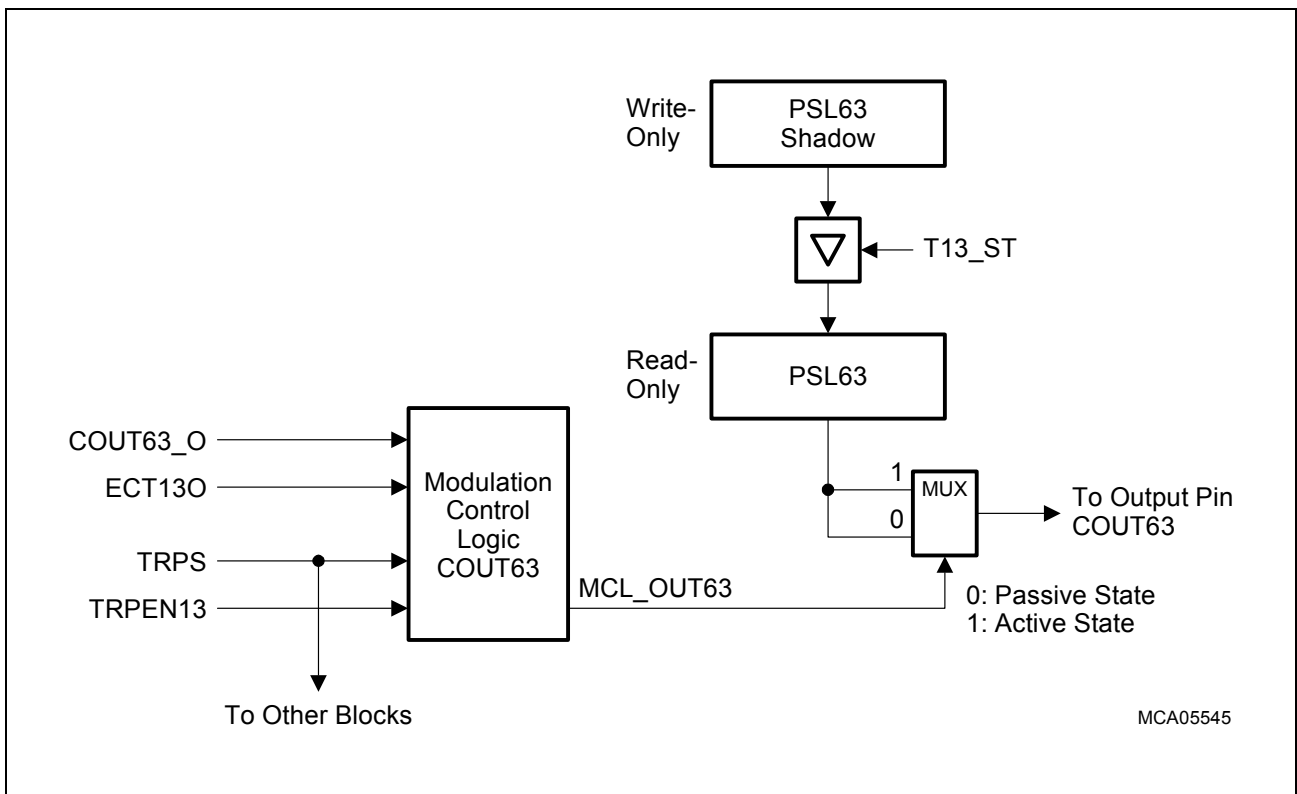 Write-
Only
PSL63
Shadow
T13_ST
Read-
Only
PSL63
COUT63_O
ECT13O
TRPS
TRPEN13
Modulation
Control
Logic
COUT63
MCL_OUT63
1
0
MUX
To Output Pin
COUT63
0: Passive State
1: Active State
To Other Blocks
MCA05545